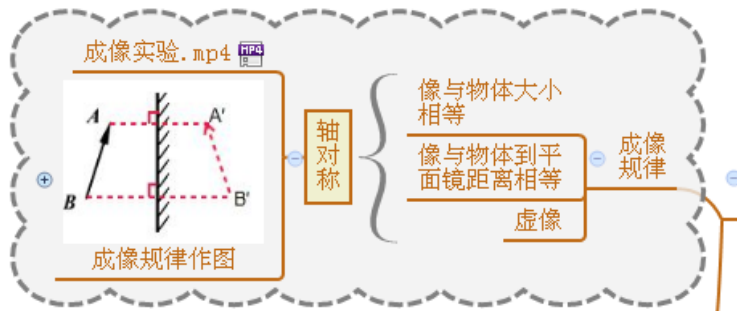 成像实验.mp4
MP4
A
A'
B
B'
成像规律作图
轴
对
称
像与物体大小
相等
像与物体到平
面镜距离相等
虚像
成像
规律